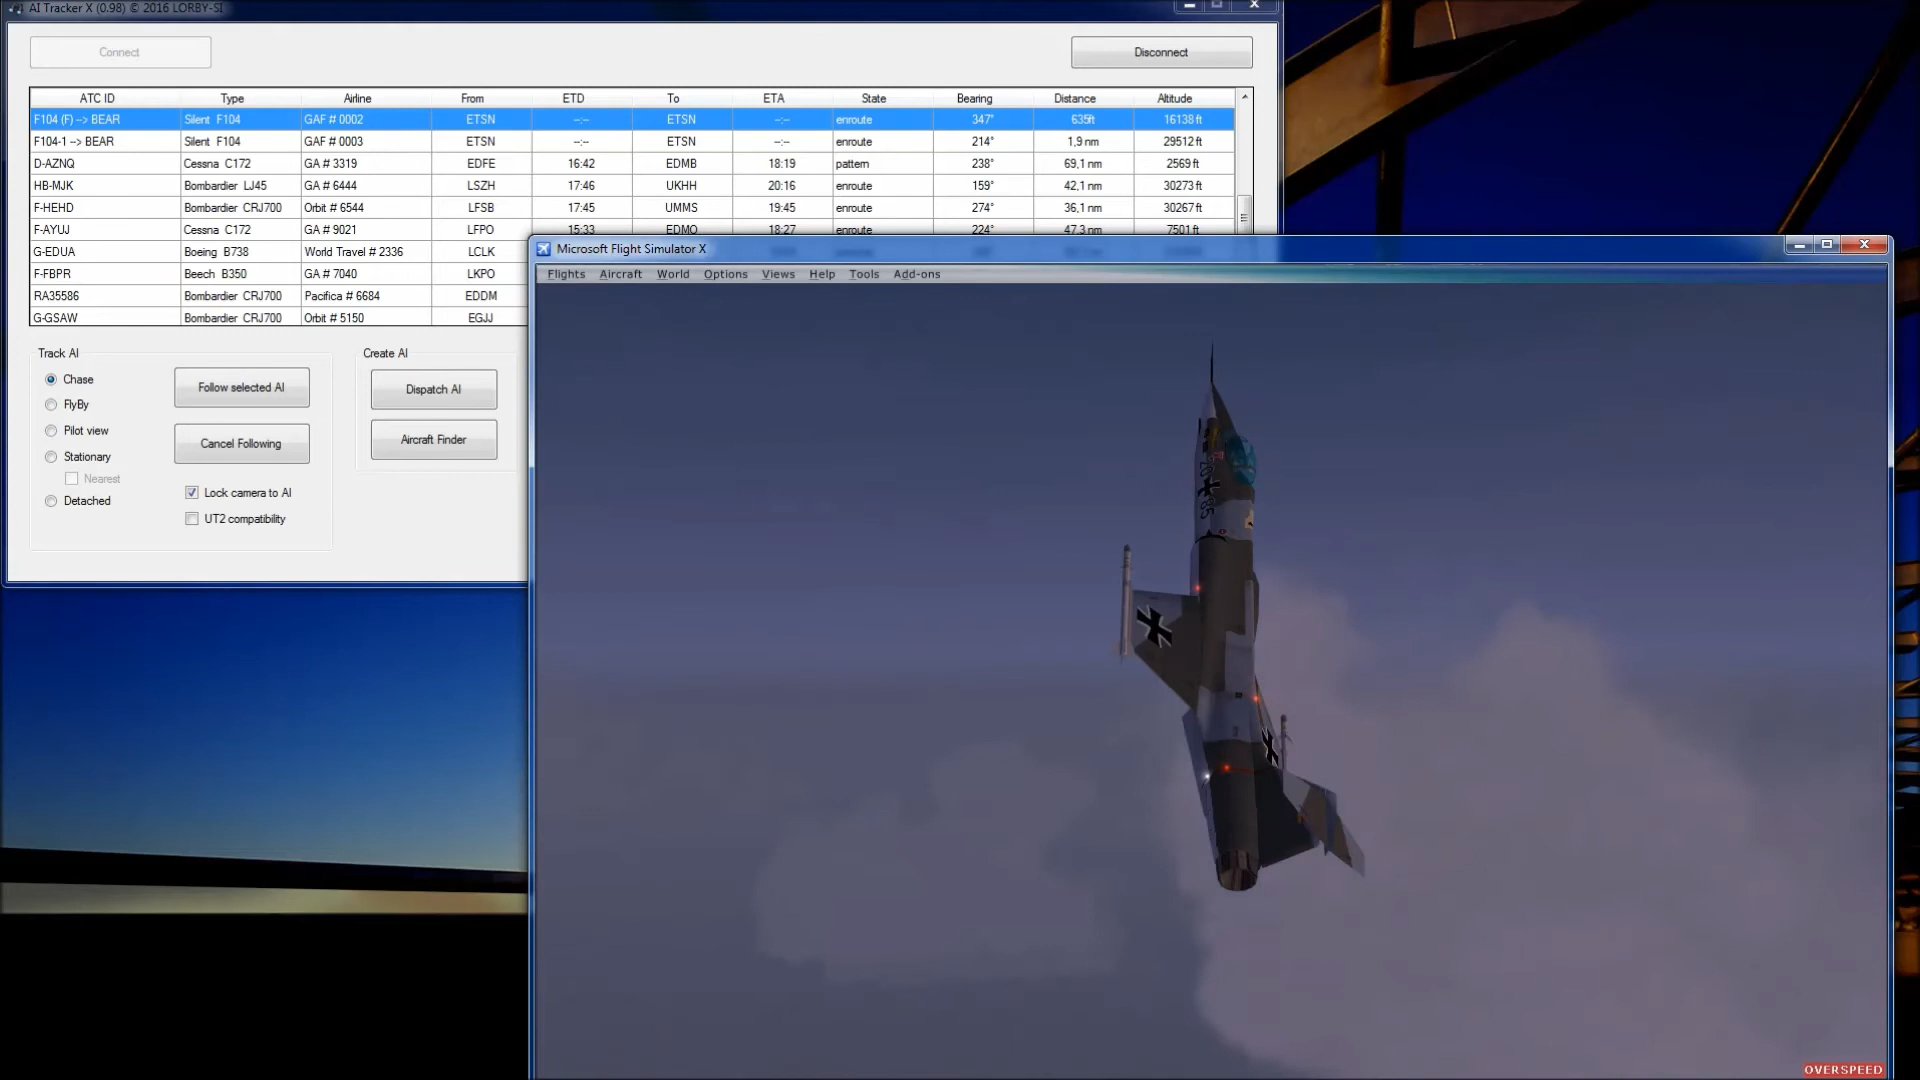 AI Tracker X (0.98) © 2016 LORBY-SI
Connect
Disconnect
ATC ID Type Airline From ETD To ETA State Bearing Distance Altitude
F104 (F) --> BEAR Silent F104 GAF # 0002 ETSN --:-- ETSN --:-- enroute 347° 635ft 16138 ft
F104-1 --> BEAR Silent F104 GAF # 0003 ETSN --:-- ETSN --:-- enroute 214° 1,9 nm 29512 ft
D-AZNQ Cessna C172 GA # 3319 EDFE 16:42 EDMB 18:19 pattern 238° 69,1 nm 2569 ft
HB-MJK Bombardier LJ45 GA # 6444 LSZH 17:46 UKHH 20:16 enroute 159° 42,1 nm 30273 ft
F-HEHD Bombardier CRJ700 Orbit # 6544 LFSB 17:45 UMMS 19:45 enroute 274° 36,1 nm 30267 ft
F-AYUJ Cessna C172 GA # 9021 LFPO 15:33 EDMO 18:27 enroute 224° 47,3 nm 7501 ft
G-EDUA Boeing B738 World Travel # 2336 LCLK
F-FBPR Beech B350 GA # 7040 LKPO
RA35586 Bombardier CRJ700 Pacifica # 6684 EDDM
G-GSAW Bombardier CRJ700 Orbit # 5150 EGJJ
Track AI
Chase
FlyBy
Pilot view
Stationary
Nearest
Detached
Follow selected AI
Cancel Following
Lock camera to AI
UT2 compatibility
Create AI
Dispatch AI
Aircraft Finder
Microsoft Flight Simulator X
Flights Aircraft World Options Views Help Tools Add-ons
OVERSPEED